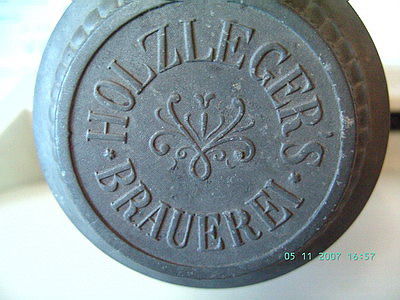 HOLZLEGER'S
* BRAUEREI *
05 11 2007 16:57